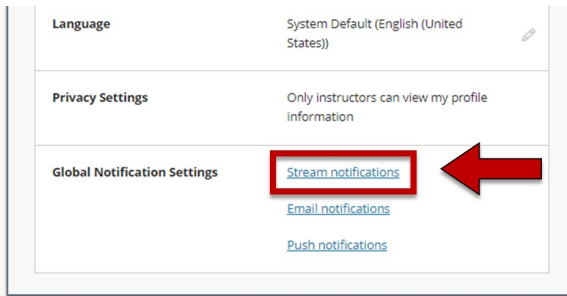 Language
System Default (English (United
States))
Privacy Settings
Only instructors can view my profile
information
Global Notification Settings
Stream notifications
Email notifications
Push notifications